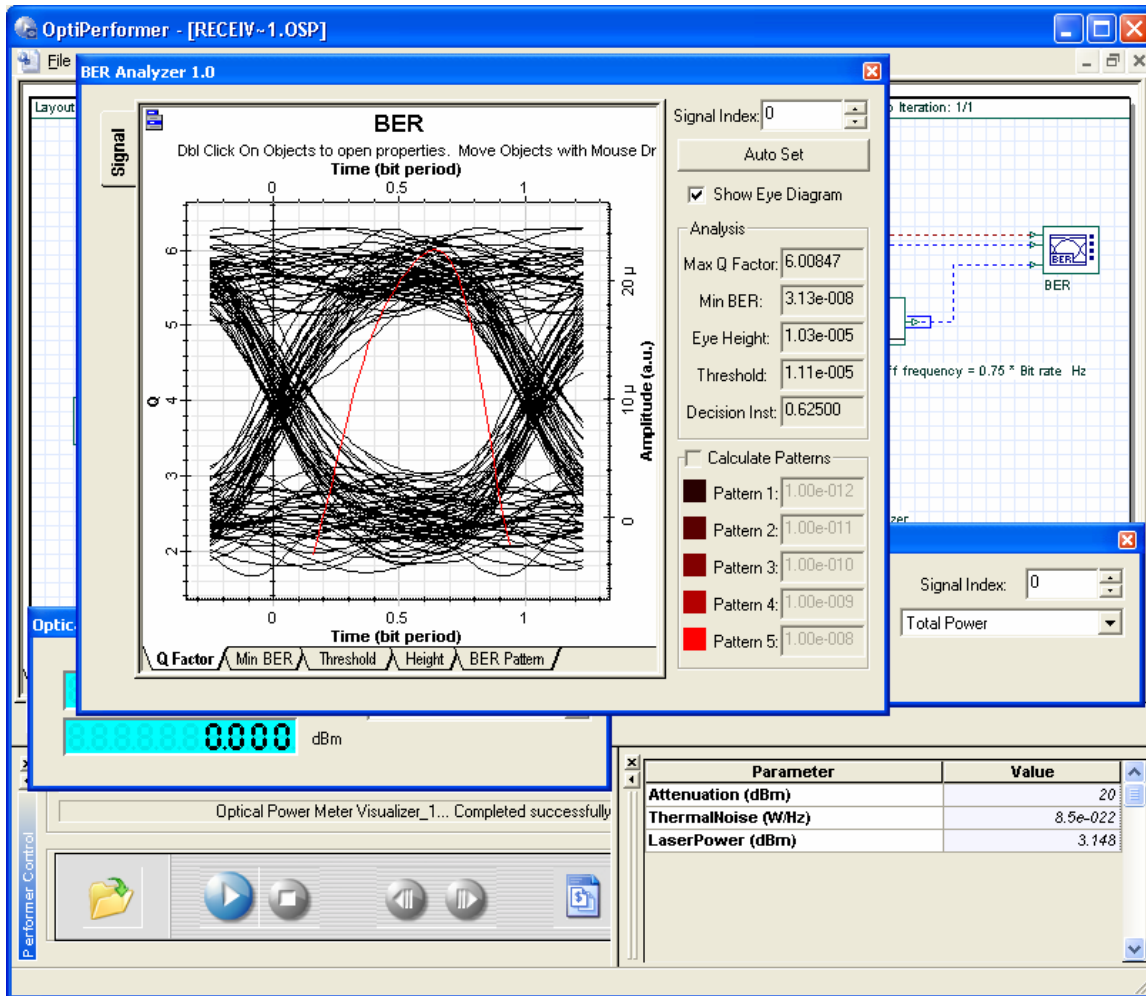 OptiPerformer - [RECEIV~1.OSP]
File
BER Analyzer 1.0
Layout
Iteration: 1/1
Signal
BER
Dbl Click On Objects to open properties. Move Objects with Mouse Dr
Time (bit period)
0 0.5 1
Q
6
5
4
3
2
20 µ
10 µ
0
Amplitude (a.u.)
0 0.5 1
Time (bit period)
Q Factor Min BER Threshold Height BER Pattern
Signal Index: 0
Auto Set
Show Eye Diagram
Analysis
Max Q Factor: 6.00847
Min BER: 3.13e-008
Eye Height: 1.03e-005
Threshold: 1.11e-005
Decision Inst: 0.62500
Calculate Patterns
Pattern 1: 1.00e-012
Pattern 2: 1.00e-011
Pattern 3: 1.00e-010
Pattern 4: 1.00e-009
Pattern 5: 1.00e-008
BER
BER
ff frequency = 0.75 * Bit rate Hz
zer
Signal Index: 0
Total Power
Optica
0.000 dBm
Optical Power Meter Visualizer_1... Completed successfully
Performer Control
Parameter Value
Attenuation (dBm) 20
ThermalNoise (W/Hz) 8.5e-022
LaserPower (dBm) 3.148